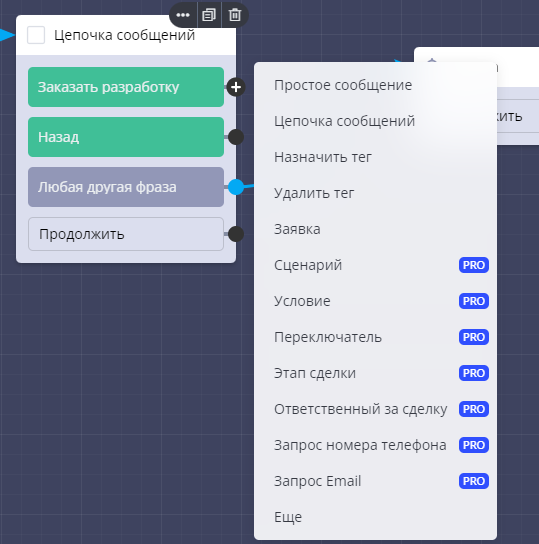 Цепочка сообщений
Заказать разработку
Назад
Любая другая фраза
Продолжить
Простое сообщение
Цепочка сообщений
Назначить тег
Удалить тег
Заявка
Сценарий PRO
Условие PRO
Переключатель PRO
Этап сделки PRO
Ответственный за сделку PRO
Запрос номера телефона PRO
Запрос Email PRO
Еще